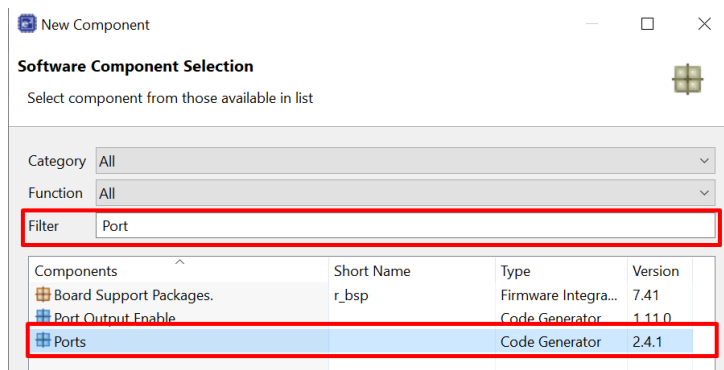 New Component
Software Component Selection
Select component from those available in list
Category All
Function All
Filter Port
Components Short Name Type Version
Board Support Packages. r_bsp Firmware Integra... 7.41
Port Output Enable Code Generator 1.11.0
Ports Code Generator 2.4.1